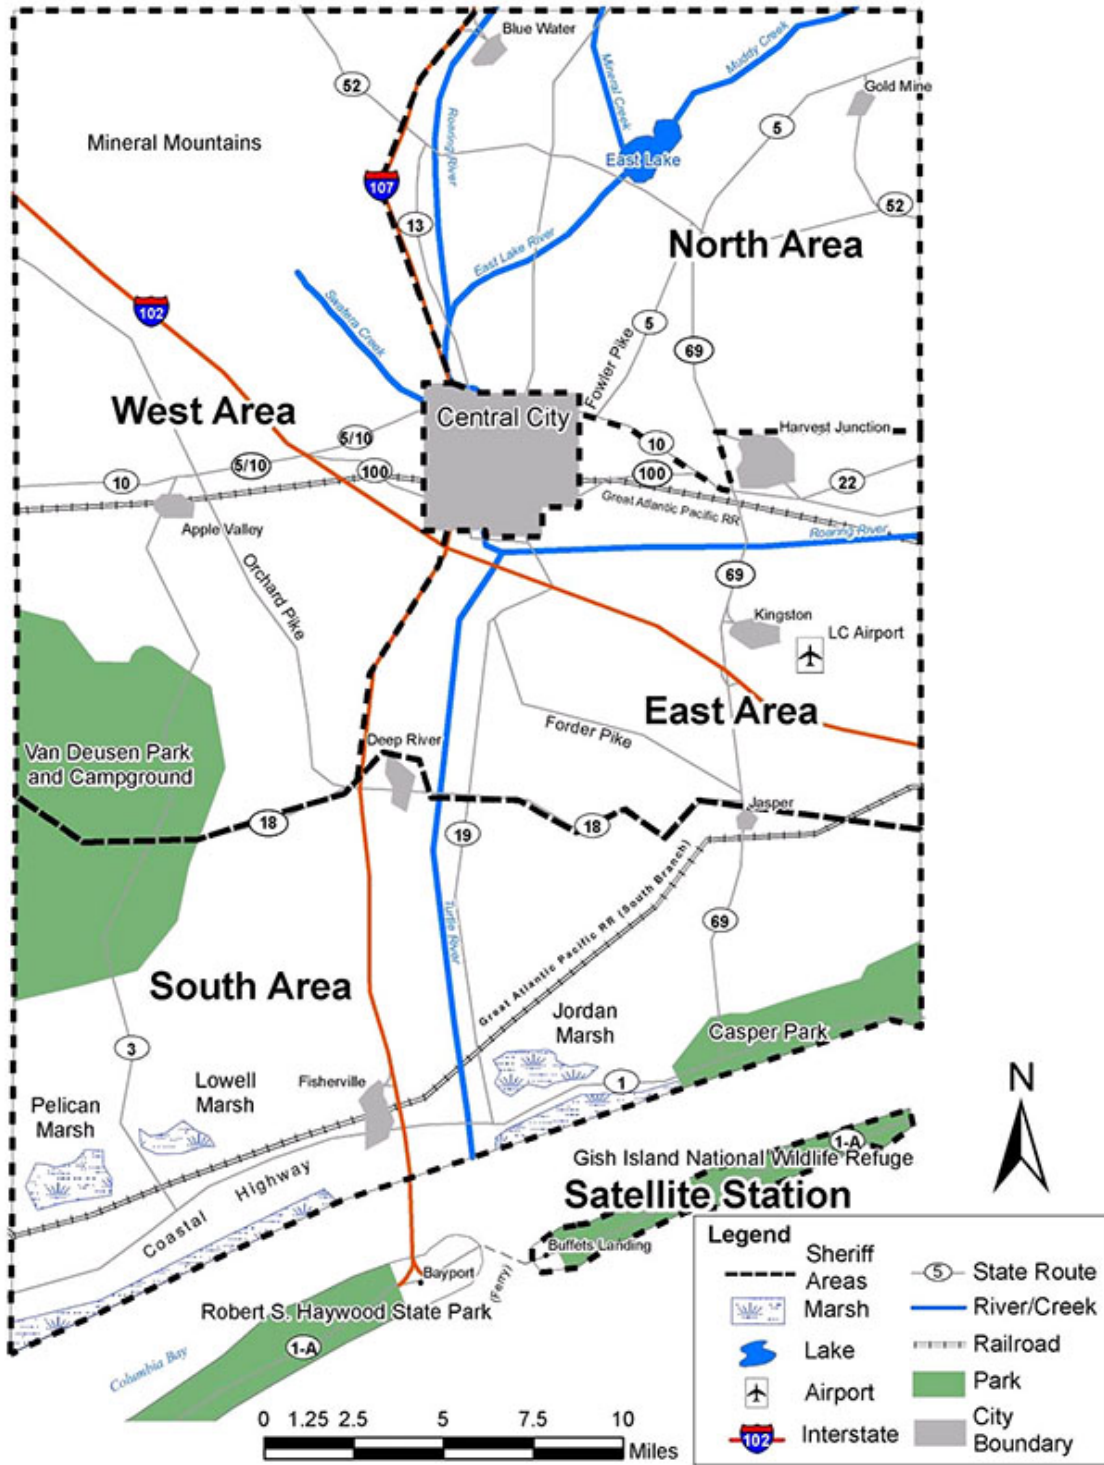 Blue Water
52
Roaring River
Mineral Creek
Muddy Creek
Gold Mine
5
Mineral Mountains
East Lake
107
13
52
North Area
East Lake River
102
Swatera Creek
5
Fowler Pike
69
West Area
Central City
Harvest Junction
5/10
10
5/10
100
10
100
22
Great Atlantic Pacific RR
Apple Valley
Roaring River
Orchard Pike
69
Kingston
LC Airport
East Area
Forder Pike
Deep River
Van Deusen Park
and Campground
Jasper
18
19
18
Great Atlantic Pacific RR (South Branch)
Turtle River
69
South Area
Jordan
Marsh
Casper Park
3
Lowell
Marsh
Fisherville
1
Pelican
Marsh
N
1-A
Gish Island National Wildlife Refuge
Coastal Highway
Satellite Station
Buffets Landing
Bayport
(Ferry)
Robert S. Haywood State Park
1-A
Columbia Bay
Legend
Sheriff
Areas
Marsh
Lake
Airport
102
Interstate
5
State Route
River/Creek
Railroad
Park
City
Boundary
0 1.25 2.5 5 7.5 10
Miles